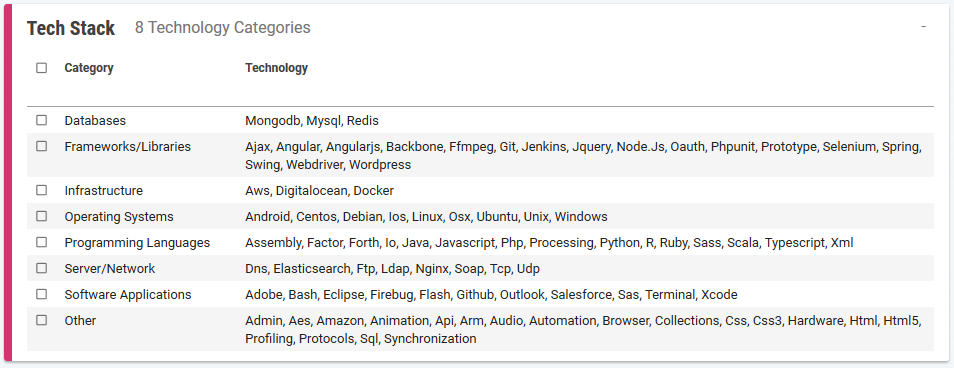 Tech Stack 8 Technology Categories -
Category Technology
Databases Mongodb, Mysql, Redis
Frameworks/Libraries Ajax, Angular, Angularjs, Backbone, Ffmpeg, Git, Jenkins, Jquery, Node.Js, Oauth, Phpunit, Prototype, Selenium, Spring,
Swing, Webdriver, Wordpress
Infrastructure Aws, Digitalocean, Docker
Operating Systems Android, Centos, Debian, Ios, Linux, Osx, Ubuntu, Unix, Windows
Programming Languages Assembly, Factor, Forth, Io, Java, Javascript, Php, Processing, Python, R, Ruby, Sass, Scala, Typescript, Xml
Server/Network Dns, Elasticsearch, Ftp, Ldap, Nginx, Soap, Tcp, Udp
Software Applications Adobe, Bash, Eclipse, Firebug, Flash, Github, Outlook, Salesforce, Sas, Terminal, Xcode
Other Admin, Aes, Amazon, Animation, Api, Arm, Audio, Automation, Browser, Collections, Css, Css3, Hardware, Html, Html5,
Profiling, Protocols, Sql, Synchronization